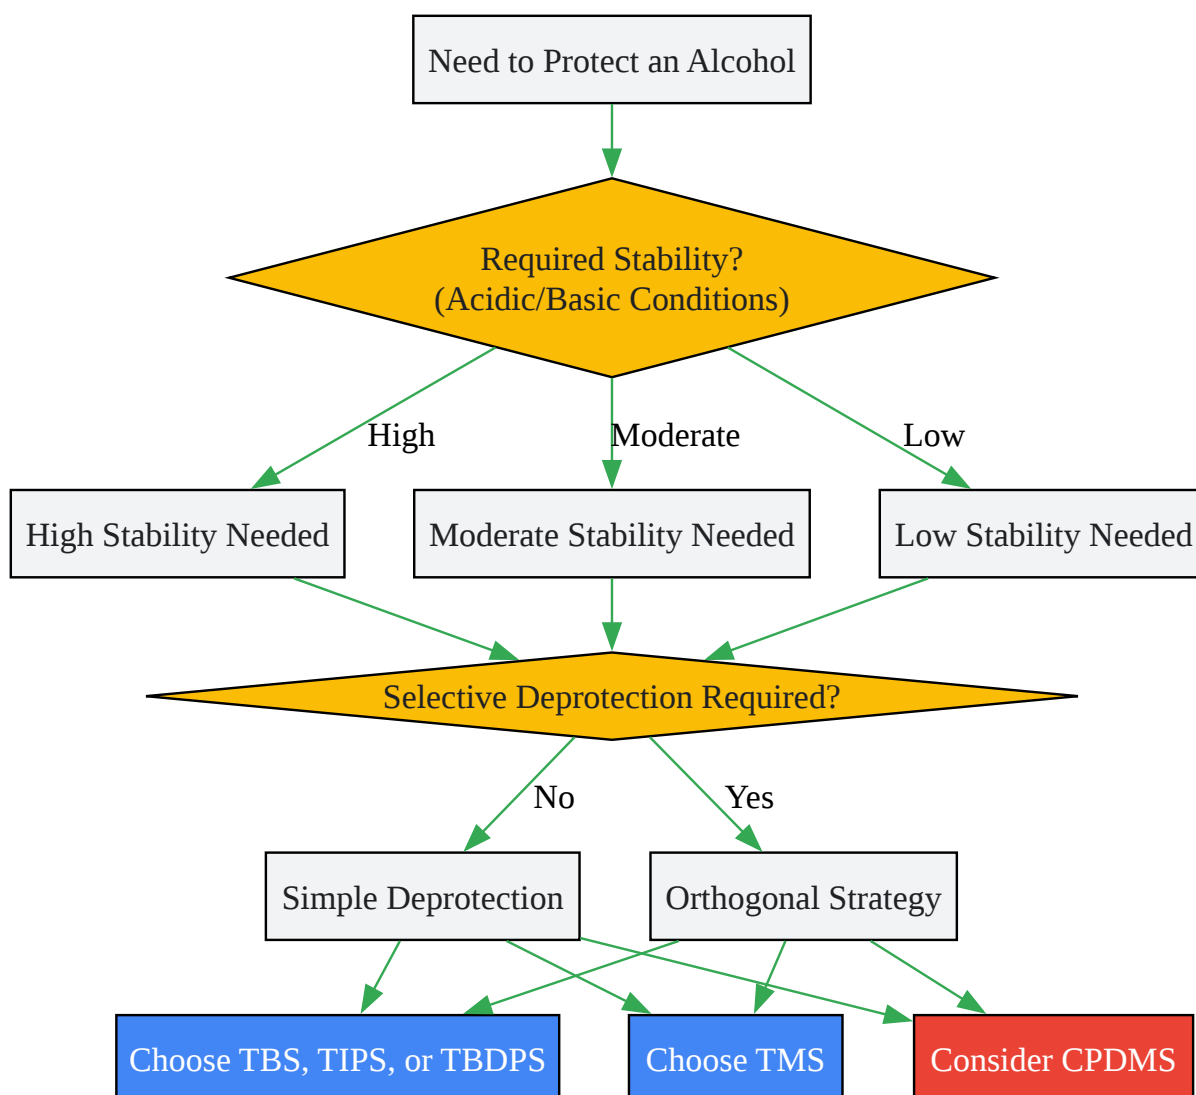 Need to Protect an Alcohol
Required Stability?
(Acidic/Basic Conditions)
High
Moderate
Low
High Stability Needed
Moderate Stability Needed
Low Stability Needed
Selective Deprotection Required?
No
Yes
Simple Deprotection
Orthogonal Strategy
Choose TBS, TIPS, or TBDPS
Choose TMS
Consider CPDMS